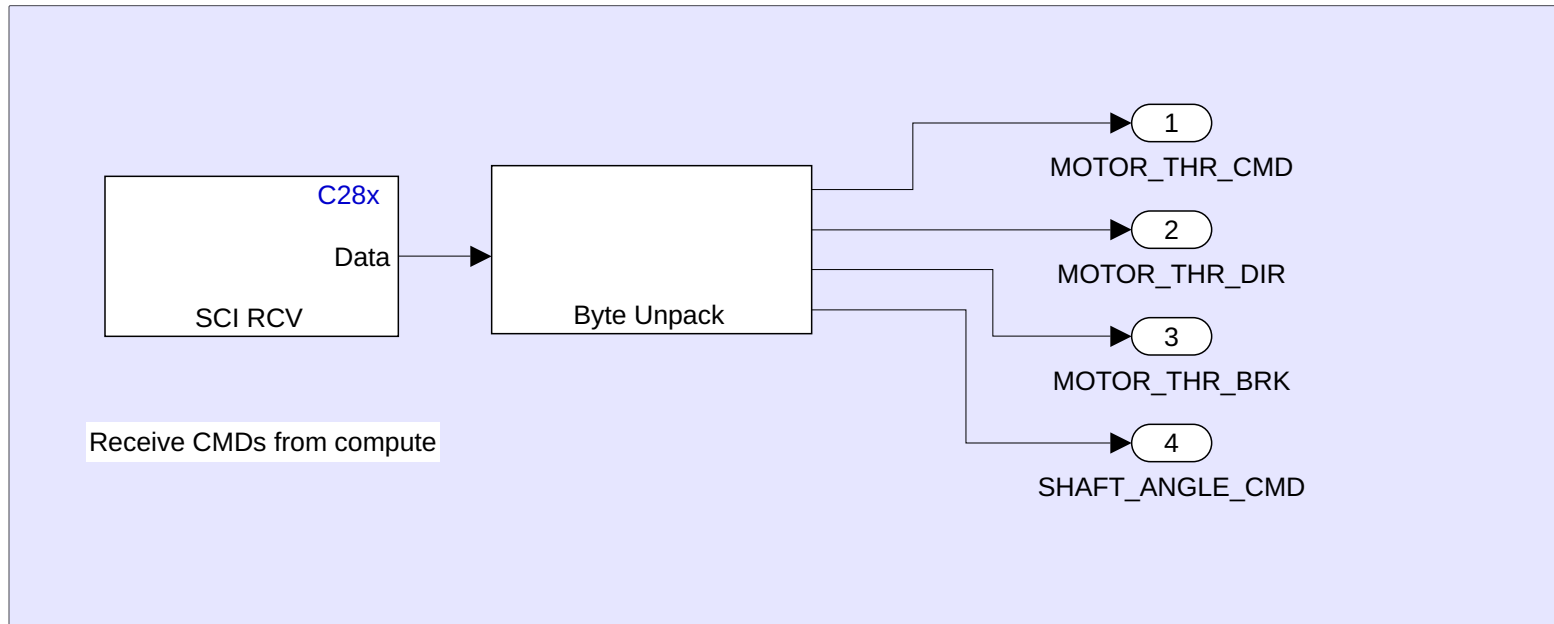 C28x
Data
SCI RCV
Byte Unpack
1
MOTOR_THR_CMD
2
MOTOR_THR_DIR
3
MOTOR_THR_BRK
4
SHAFT_ANGLE_CMD
Receive CMDs from compute